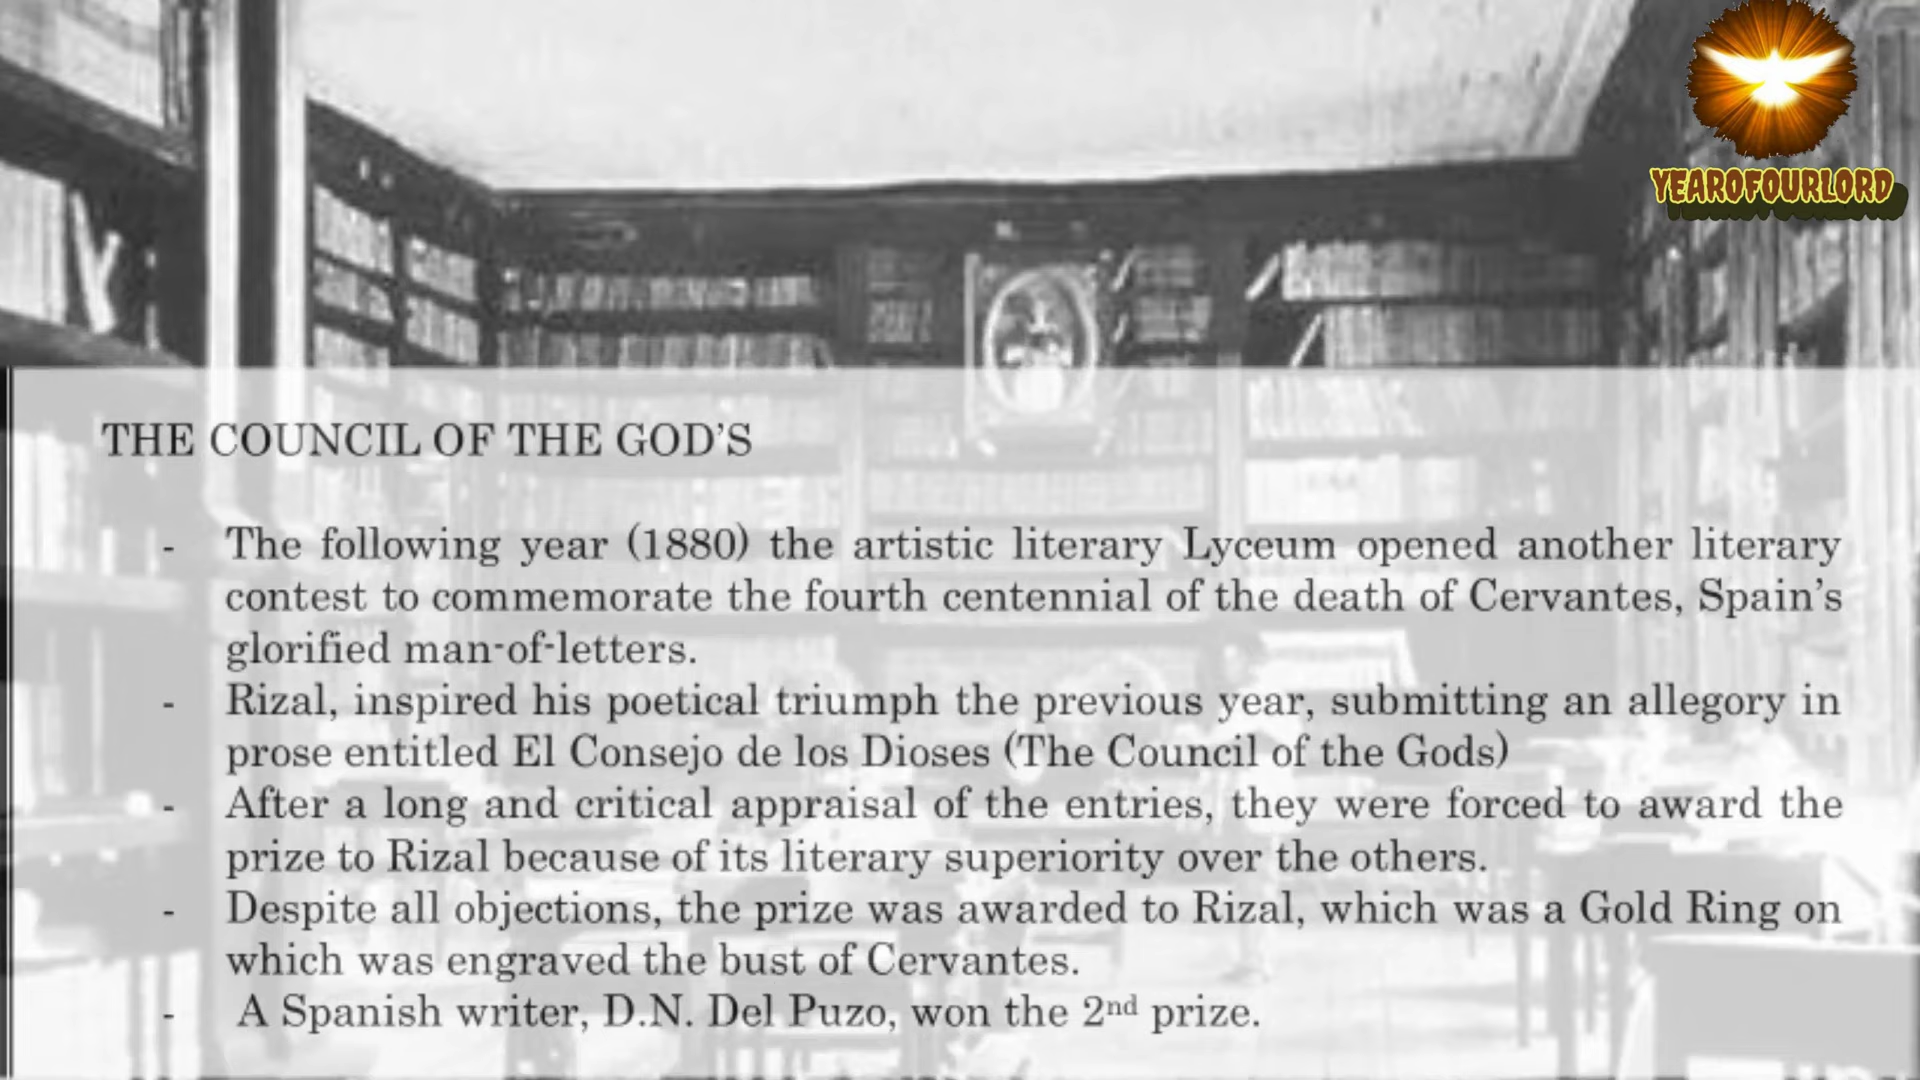 YEAROFOURLORD
THE COUNCIL OF THE GOD'S
- The following year (1880) the artistic literary Lyceum opened another literary
contest to commemorate the fourth centennial of the death of Cervantes, Spain's
glorified man-of-letters.
- Rizal, inspired his poetical triumph the previous year, submitting an allegory in
prose entitled El Consejo de los Dioses (The Council of the Gods)
- After a long and critical appraisal of the entries, they were forced to award the
prize to Rizal because of its literary superiority over the others.
- Despite all objections, the prize was awarded to Rizal, which was a Gold Ring on
which was engraved the bust of Cervantes.
- A Spanish writer, D.N. Del Puzo, won the 2nd prize.